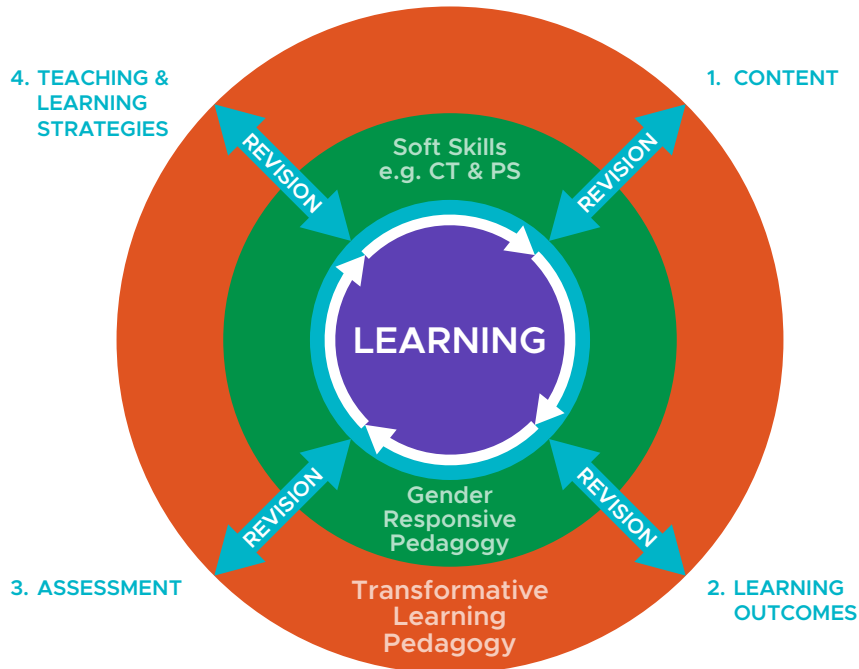 4. TEACHING &
LEARNING
STRATEGIES
1. CONTENT
REVISION
REVISION
Soft Skills
e.g. CT & PS
LEARNING
Gender
Responsive
Pedagogy
REVISION
REVISION
3. ASSESSMENT
2. LEARNING
OUTCOMES
Transformative
Learning
Pedagogy